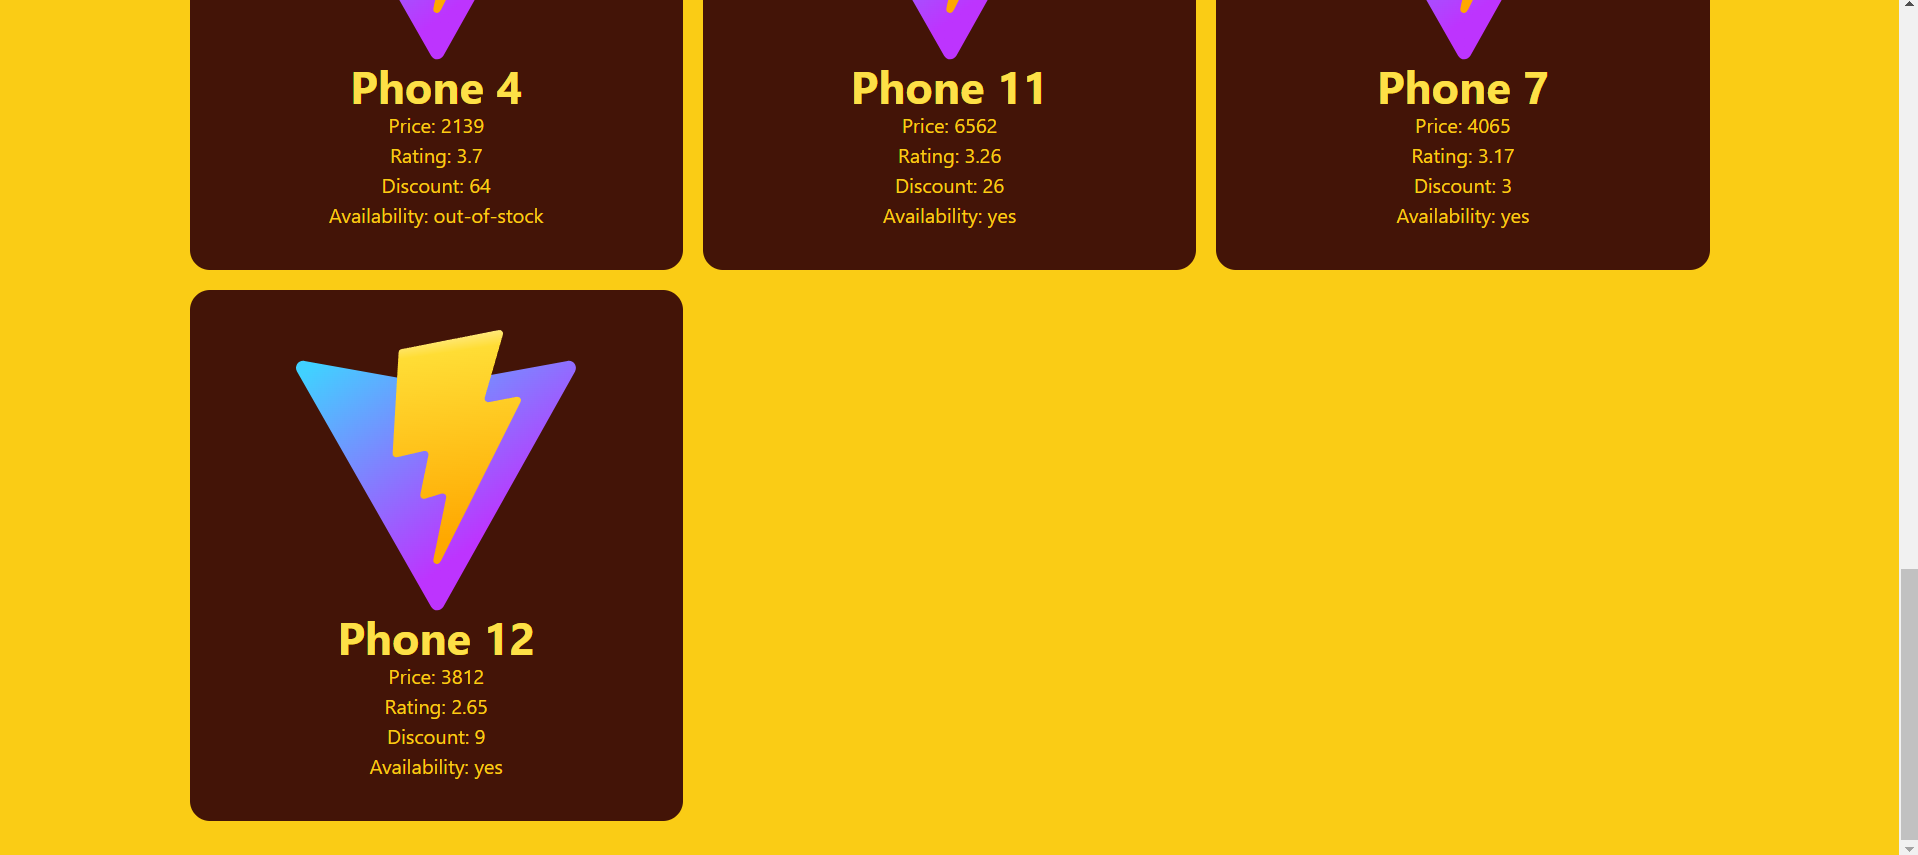 Phone 4
Price: 2139
Rating: 3.7
Discount: 64
Availability: out-of-stock
Phone 11
Price: 6562
Rating: 3.26
Discount: 26
Availability: yes
Phone 7
Price: 4065
Rating: 3.17
Discount: 3
Availability: yes
Phone 12
Price: 3812
Rating: 2.65
Discount: 9
Availability: yes